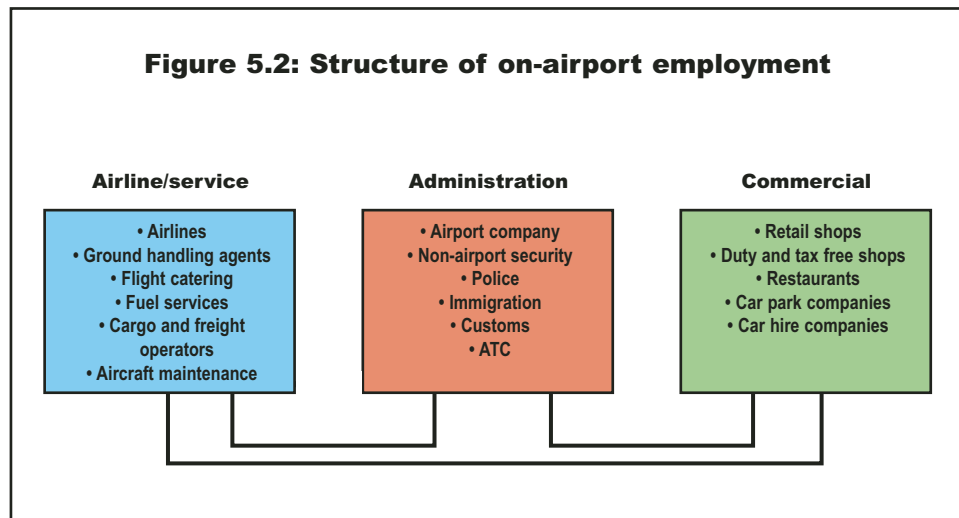 Figure 5.2: Structure of on-airport employment
Airline/service
• Airlines
• Ground handling agents
• Flight catering
• Fuel services
• Cargo and freight
operators
• Aircraft maintenance
Administration
• Airport company
• Non-airport security
• Police
• Immigration
• Customs
• ATC
Commercial
• Retail shops
• Duty and tax free shops
• Restaurants
• Car park companies
• Car hire companies